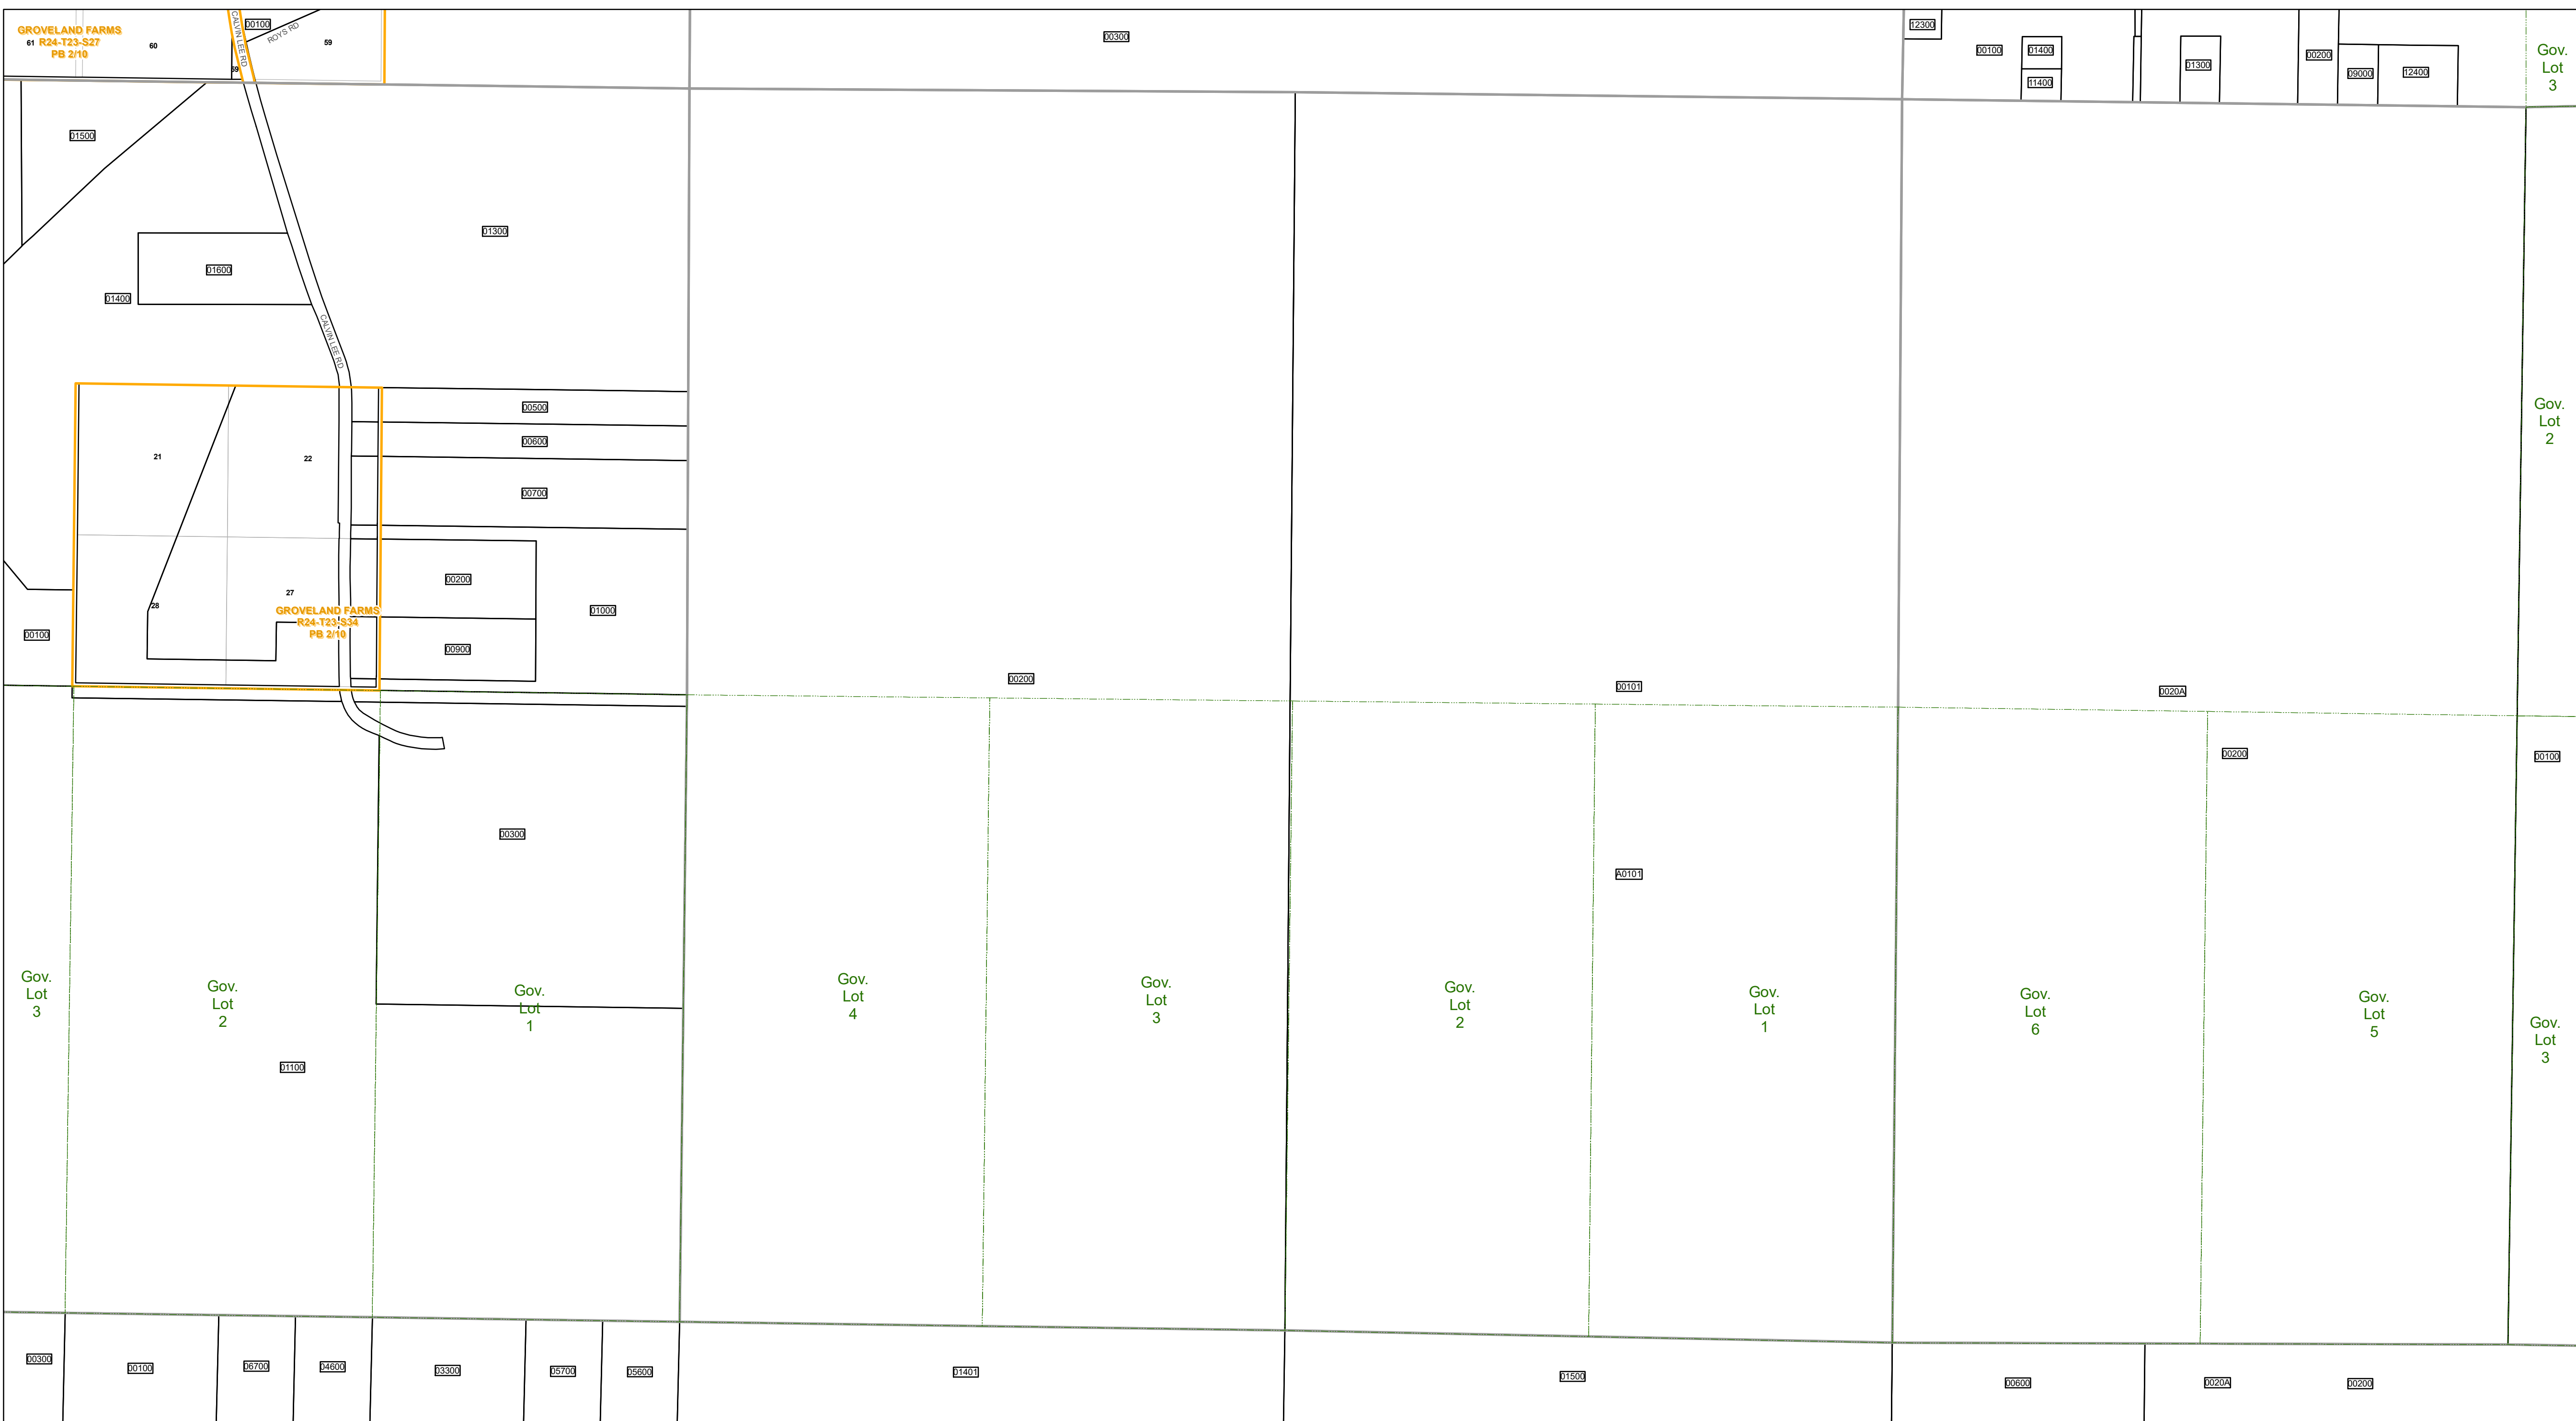 GROVELAND FARMS
R24-T23-S27
PB 2/10
61
60
59
59
CALVIN LEE RD
00100
ROYS RD
00300
12300
00100
01400
11400
01300
00200
09000
12400
Gov.
Lot
3
01500
01300
01600
01400
CALVIN LEE RD
00500
00600
00700
21
22
27
28
GROVELAND FARMS
R24-T23-S34
PB 2/10
00200
00900
01000
00100
00200
00101
0020A
Gov.
Lot
2
00200
00100
00300
A0101
Gov.
Lot
3
Gov.
Lot
2
Gov.
Lot
1
Gov.
Lot
4
Gov.
Lot
3
Gov.
Lot
2
Gov.
Lot
1
Gov.
Lot
6
Gov.
Lot
5
Gov.
Lot
3
01100
00300
00100
06700
04600
03300
05700
05600
01401
01500
00600
0020A
00200